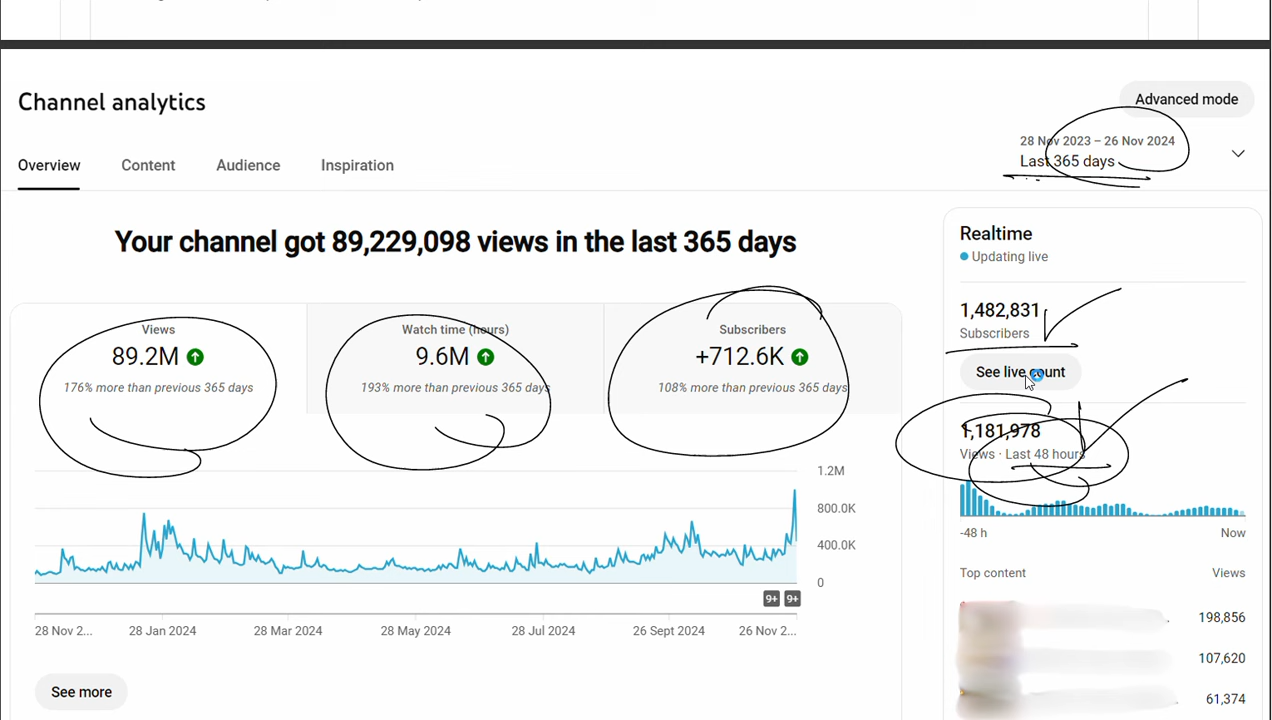 Channel analytics
Advanced mode
28 Nov 2023 – 26 Nov 2024
Last 365 days
Overview
Content
Audience
Inspiration
Your channel got 89,229,098 views in the last 365 days
Views
89.2M
176% more than previous 365 days
Watch time (hours)
9.6M
193% more than previous 365 days
Subscribers
+712.6K
108% more than previous 365 days
1.2M
800.0K
400.0K
0
9+
9+
28 Nov 2...
28 Jan 2024
28 Mar 2024
28 May 2024
28 Jul 2024
26 Sept 2024
26 Nov 2...
See more
Realtime
Updating live
1,482,831
Subscribers
See live count
1,181,978
Views · Last 48 hours
-48 h
Now
Top content
Views
198,856
107,620
61,374